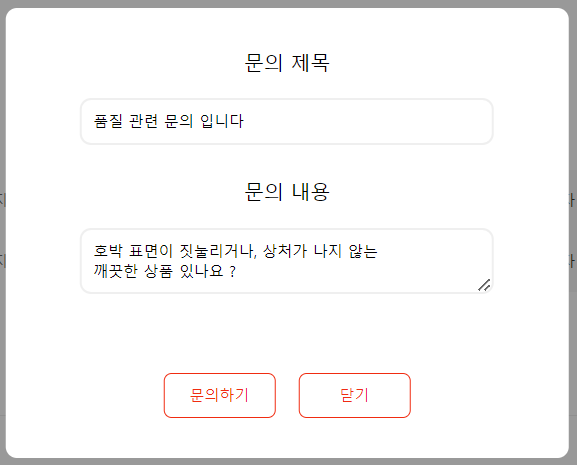 문의 제목
품질 관련 문의 입니다
문의 내용
호박 표면이 짓눌리거나, 상처가 나지 않는
깨끗한 상품 있나요 ?
문의하기
닫기